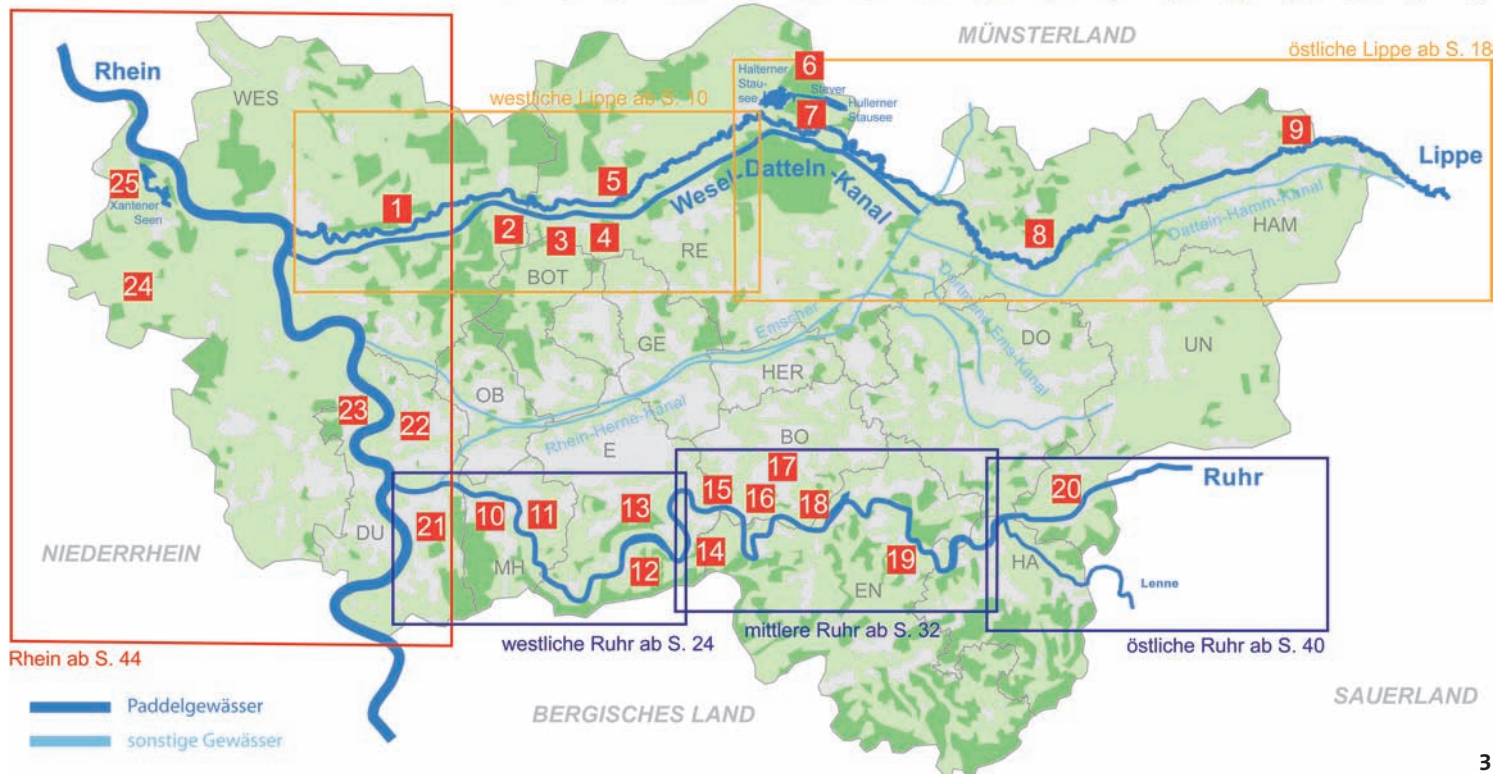 MÜNSTERLAND
östliche Lippe ab S. 18
Rhein
WES
westliche Lippe ab S. 10
Halterner
Stau-
see
6
Stever
Hullerner
Stausee
7
9
Lippe
25
Xantener
Seen
1
5
Wesel-Datteln-Kanal
2
3
4
RE
BOT
8
Datteln-Hamm-Kanal
HAM
24
Emscher
Dortmund-Ems-Kanal
GE
DO
UN
OB
HER
23
22
Rhein-Herne-Kanal
E
BO
17
20
Ruhr
15
16
18
13
10
11
21
DU
NIEDERRHEIN
MH
12
14
19
EN
HA
Lenne
westliche Ruhr ab S. 24
mittlere Ruhr ab S. 32
östliche Ruhr ab S. 40
Rhein ab S. 44
Paddelgewässer
sonstige Gewässer
BERGISCHES LAND
SAUERLAND
3